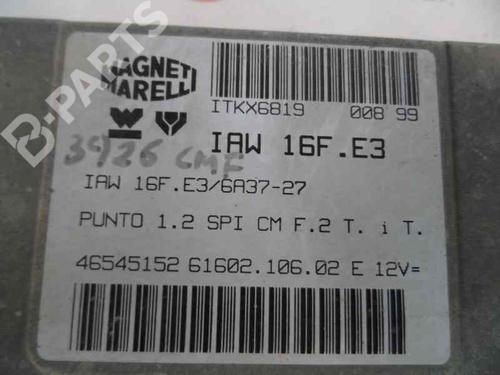 MAGNETI
MARELLI
ITKX6819 008 99
IAW 16F.E3
3926 CMF
IAW 16F.E3/6A37-27
PUNTO 1.2 SPI CM F.2 T. i T.
46545152 61602.106.02 E 12V=
B-PARTS